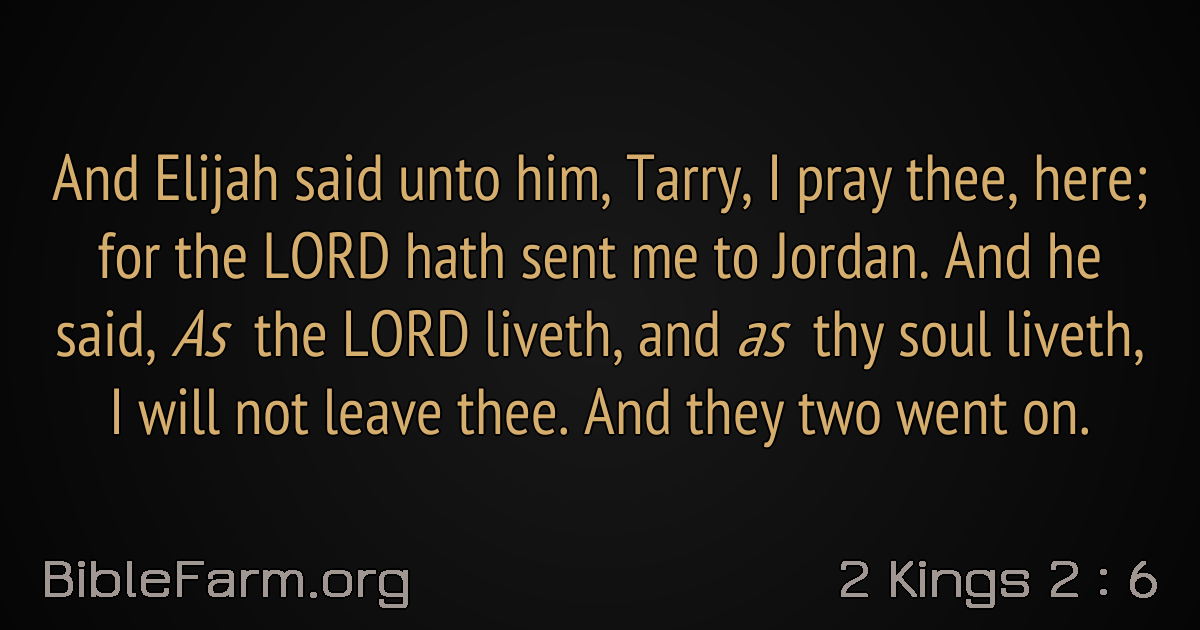 And Elijah said unto him, Tarry, I pray thee, here;
for the LORD hath sent me to Jordan. And he
said, As the LORD liveth, and as thy soul liveth,
I will not leave thee. And they two went on.
BibleFarm.org
2 Kings 2 : 6